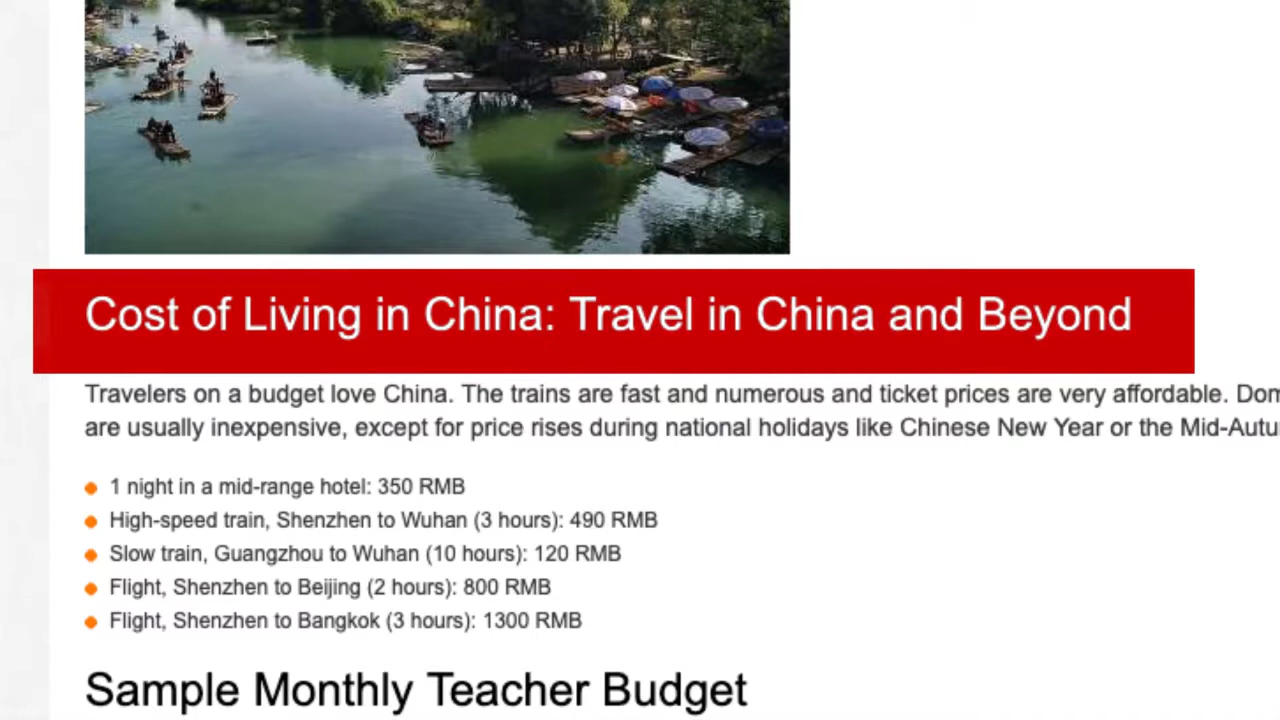 Cost of Living in China: Travel in China and Beyond
Travelers on a budget love China. The trains are fast and numerous and ticket prices are very affordable.
are usually inexpensive, except for price rises during national holidays like Chinese New Year or the
1 night in a mid-range hotel: 350 RMB
High-speed train, Shenzhen to Wuhan (3 hours): 490 RMB
Slow train, Guangzhou to Wuhan (10 hours): 120 RMB
Flight, Shenzhen to Beijing (2 hours): 800 RMB
Flight, Shenzhen to Bangkok (3 hours): 1300 RMB
Sample Monthly Teacher Budget